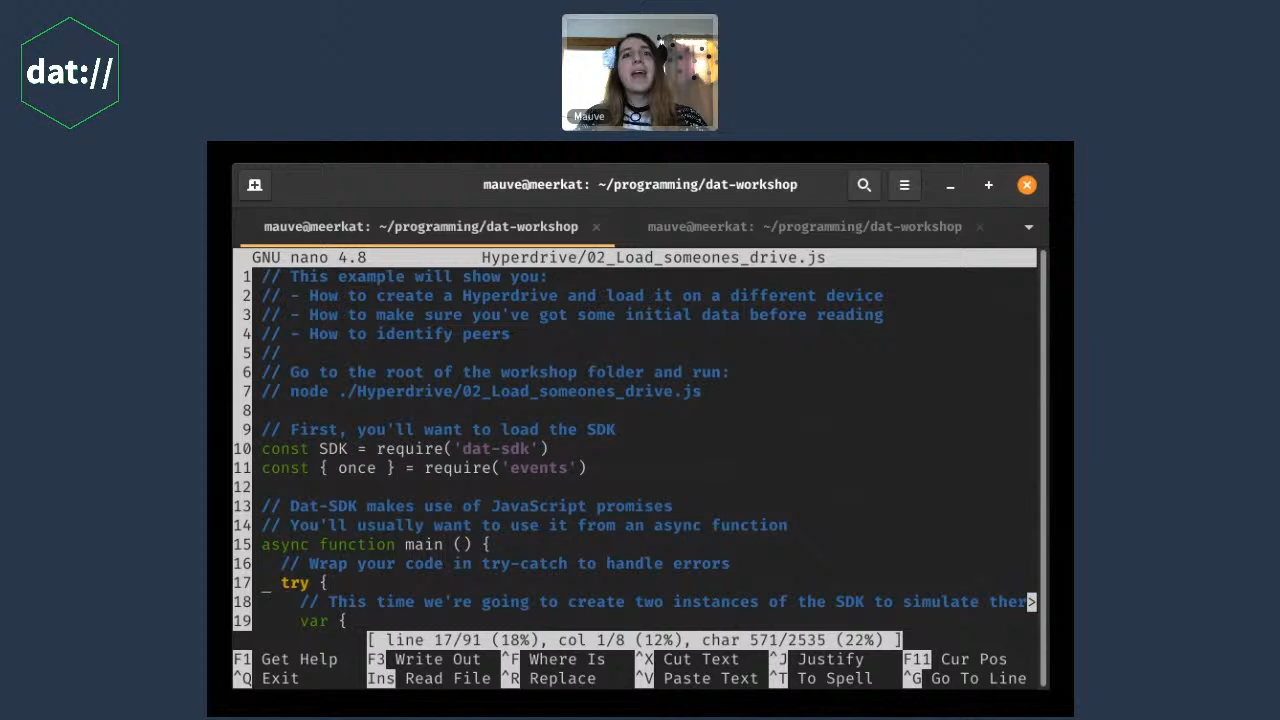 dat://
Mauve
mauve@meerkat: ~/programming/dat-workshop
mauve@meerkat: ~/programming/dat-workshop × mauve@meerkat: ~/programming/dat-workshop ×
GNU nano 4.8 Hyperdrive/02_Load_someones_drive.js
1 // This example will show you:
2 // - How to create a Hyperdrive and load it on a different device
3 // - How to make sure you've got some initial data before reading
4 // - How to identify peers
5 //
6 // Go to the root of the workshop folder and run:
7 // node ./Hyperdrive/02_Load_someones_drive.js
8
9 // First, you'll want to load the SDK
10 const SDK = require('dat-sdk')
11 const { once } = require('events')
12
13 // Dat-SDK makes use of JavaScript promises
14 // You'll usually want to use it from an async function
15 async function main () {
16 // Wrap your code in try-catch to handle errors
17 _ try {
18 // This time we're going to create two instances of the SDK to simulate ther>
19 var {
[ line 17/91 (18%), col 1/8 (12%), char 571/2535 (22%) ]
F1 Get Help F3 Write Out ^F Where Is ^X Cut Text ^J Justify F11 Cur Pos
^Q Exit Ins Read File ^R Replace ^V Paste Text ^T To Spell ^G Go To Line